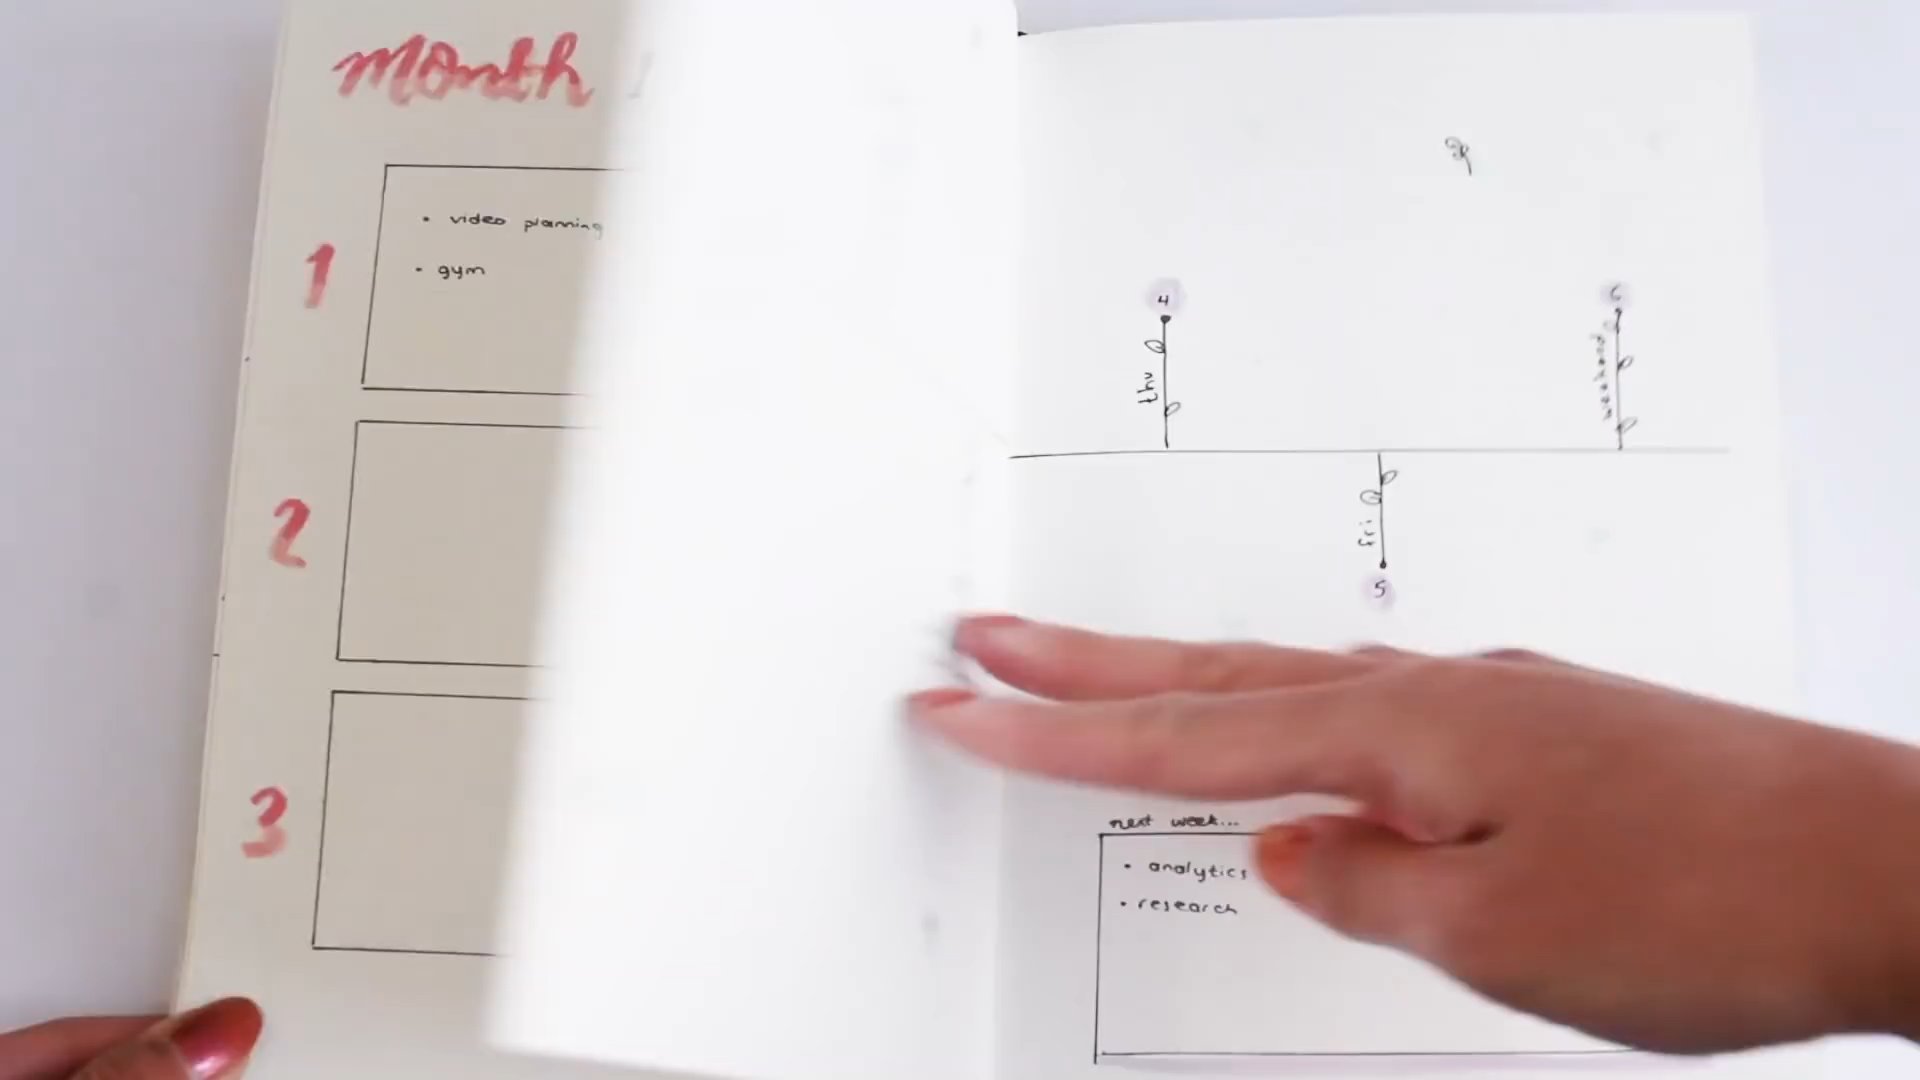 month
1
• video planning
• gym
2
3
4
thu
6
weekend
fri
5
next week...
• analytics
• research